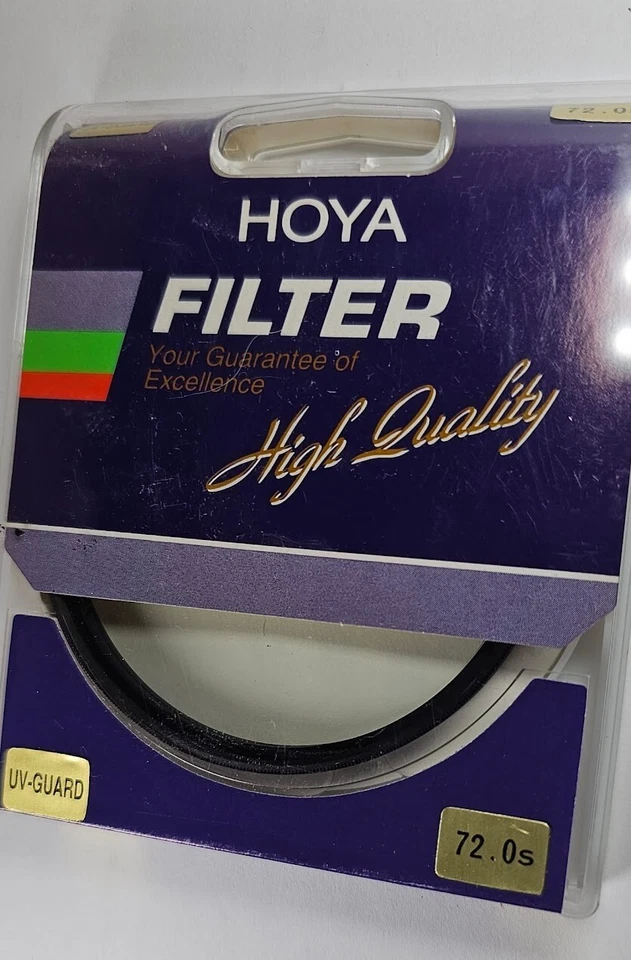 72.0
HOYA
FILTER
Your Guarantee of
Excellence
High Quality
UV-GUARD
72.0s